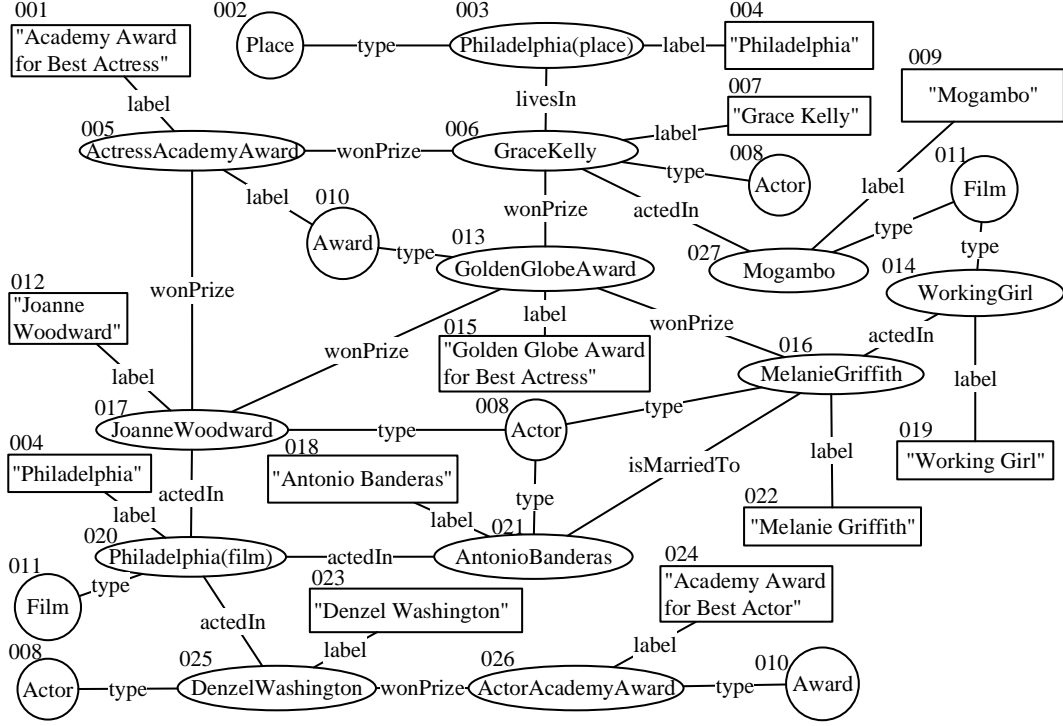 001
"Academy Award
for Best Actress"
002
Place
type
003
Philadelphia(place)
label
004
"Philadelphia"
label
livesIn
007
"Grace Kelly"
009
"Mogambo"
005
ActressAcademyAward
wonPrize
006
GraceKelly
label
type
008
Actor
label
011
Film
label
010
Award
type
wonPrize
actedIn
type
type
013
GoldenGlobeAward
027
Mogambo
014
WorkingGirl
012
"Joanne
Woodward"
wonPrize
label
wonPrize
actedIn
label
wonPrize
015
"Golden Globe Award
for Best Actress"
016
MelanieGriffith
label
017
JoanneWoodward
type
008
Actor
type
004
"Philadelphia"
018
"Antonio Banderas"
isMarriedTo
label
019
"Working Girl"
actedIn
label
label
type
022
"Melanie Griffith"
020
Philadelphia(film)
actedIn
021
AntonioBanderas
011
Film
type
023
"Denzel Washington"
024
"Academy Award
for Best Actor"
actedIn
label
label
008
Actor
type
025
DenzelWashington
wonPrize
026
ActorAcademyAward
type
010
Award